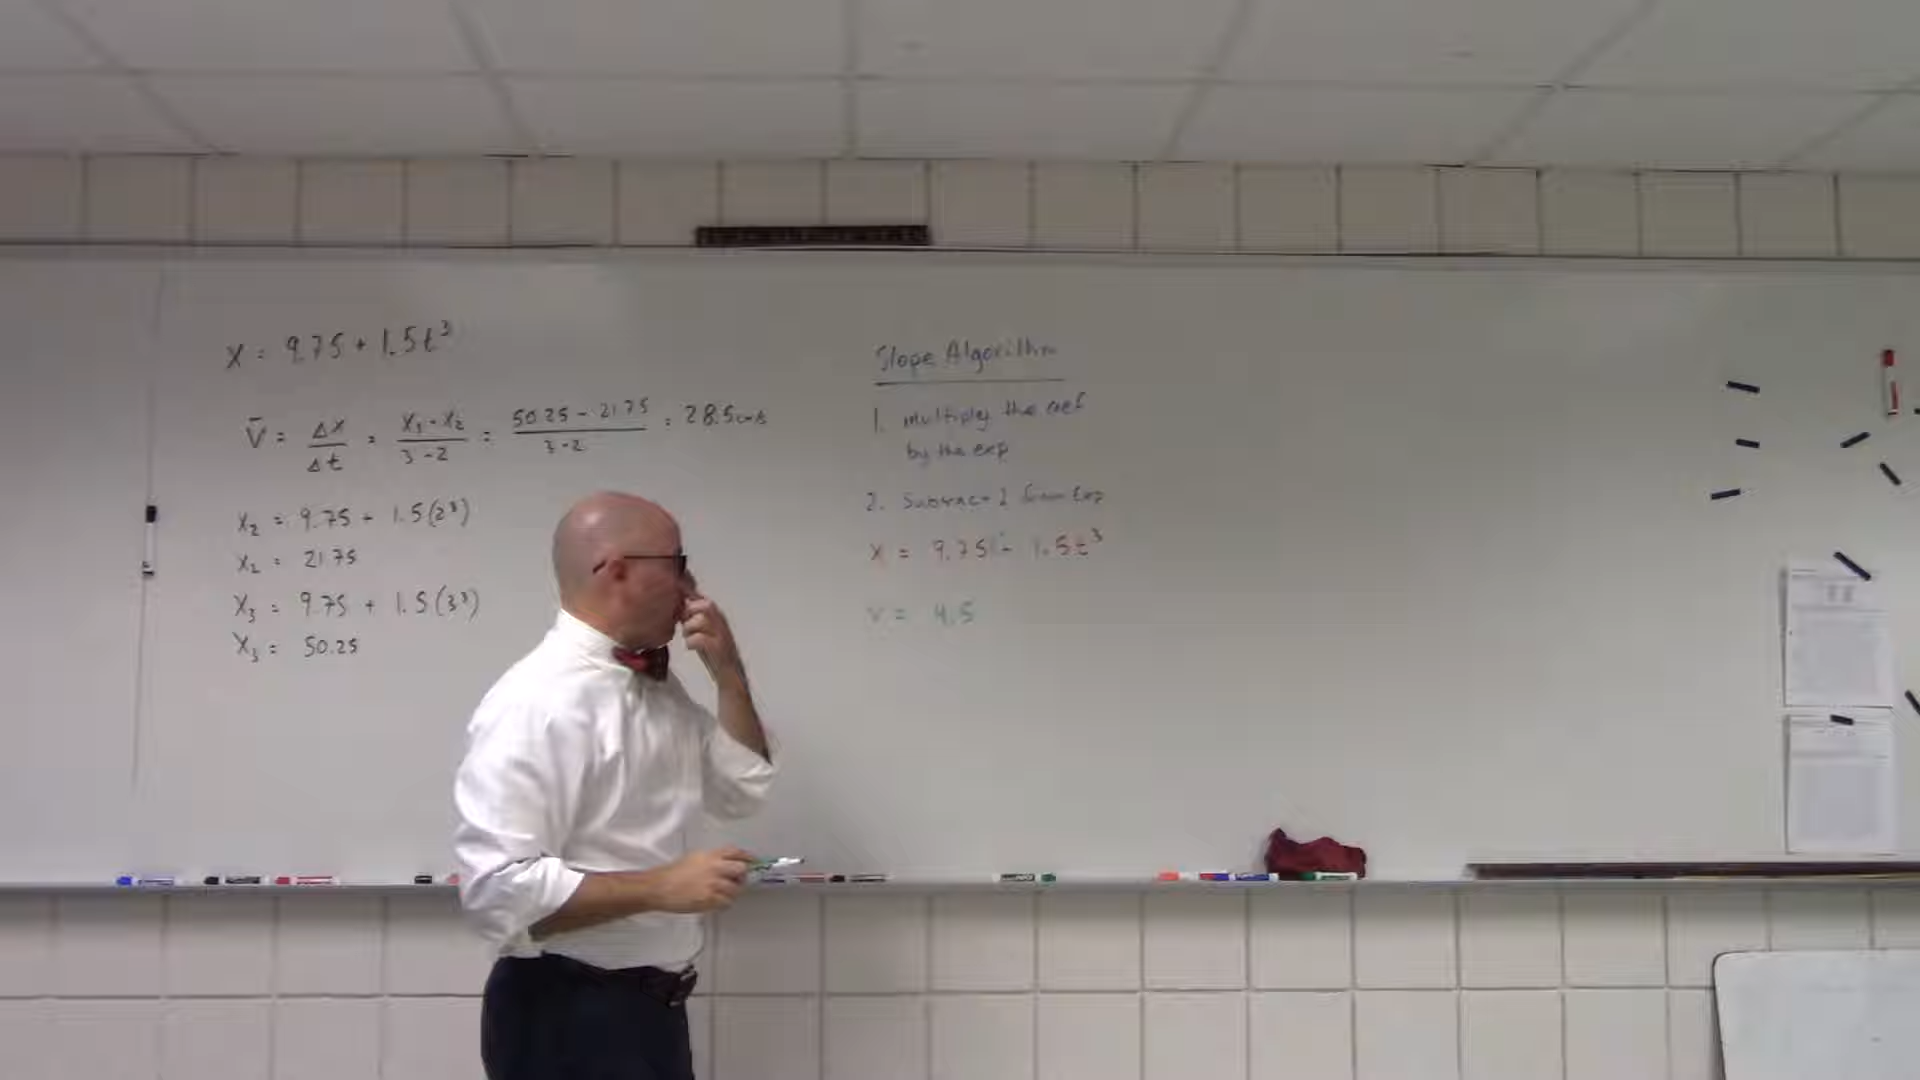 x = 9.75 + 1.5t³
v̄ = Δx/Δt = x₃-x₂/3-2 = 50.25 - 21.75/3-2 = 28.5 cm/s
x₂ = 9.75 + 1.5(2³)
x₂ = 21.75
x₃ = 9.75 + 1.5(3³)
x₃ = 50.25
Slope Algorithm
1. multiply the coef
by the exp
2. Subtract 1 from Exp
x = 9.75 + 1.5t³
v = 4.5